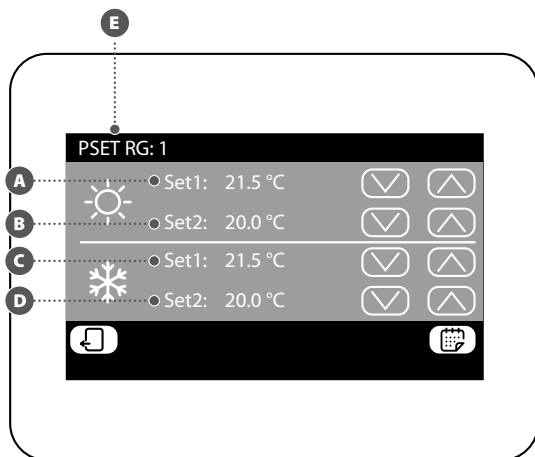 E
PSET RG: 1
A Set1: 21.5 °C
B Set2: 20.0 °C
C Set1: 21.5 °C
D Set2: 20.0 °C